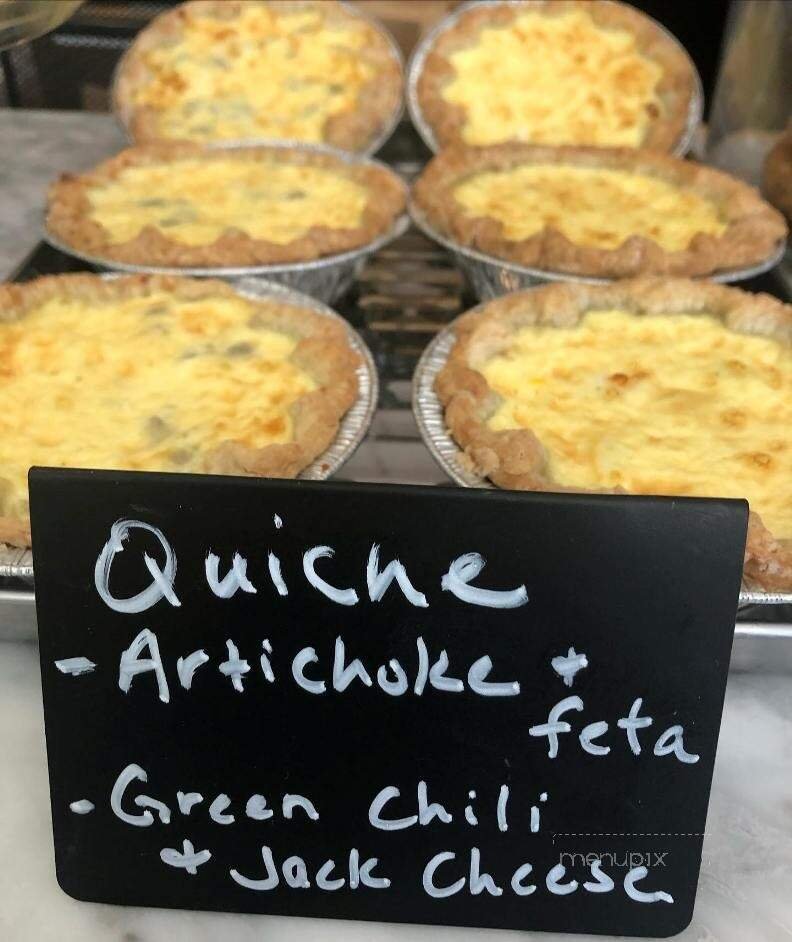 Quiche
- Artichoke +
feta
- Green Chili
+ Jack Cheese
menupix